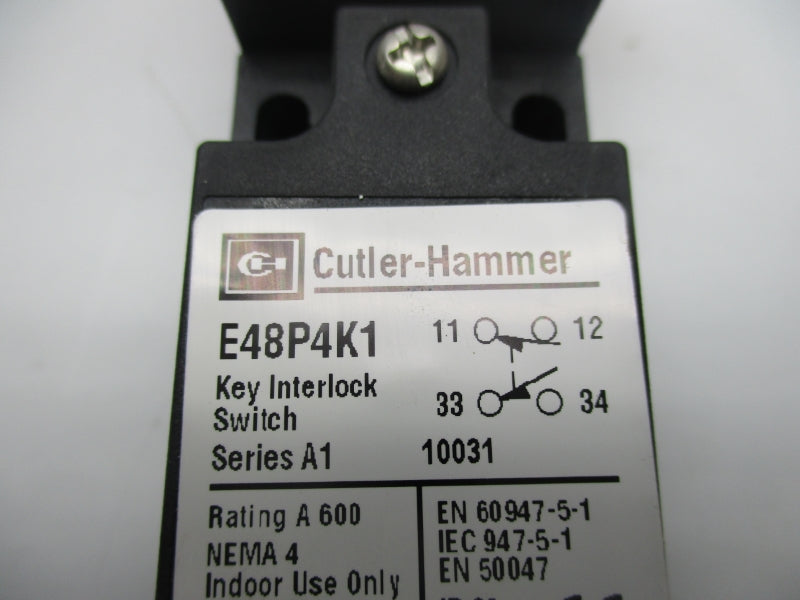 Cutler-Hammer
E48P4K1
11 12
Key Interlock
Switch
33 34
Series A1 10031
Rating A 600
NEMA 4
Indoor Use Only
EN 60947-5-1
IEC 947-5-1
EN 50047